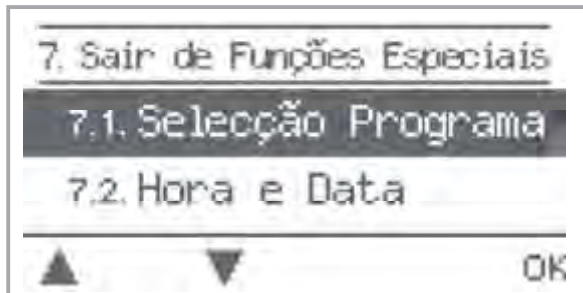 7. Sair de Funções Especiais
7.1. Selecção Programa
7.2. Hora e Data
OK